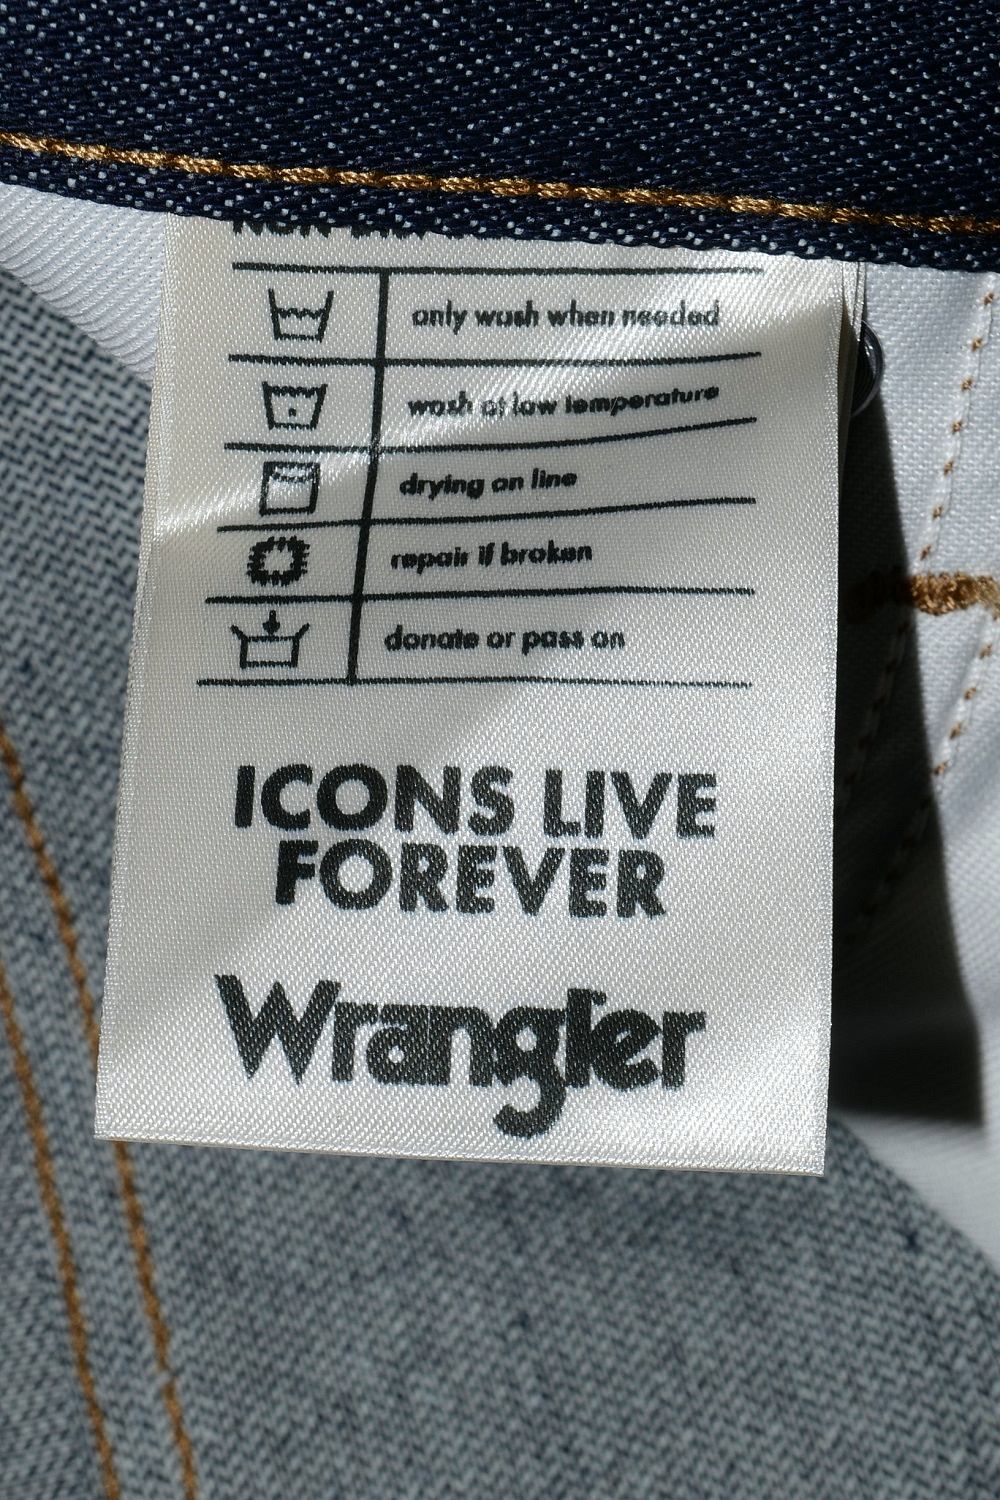 only wash when needed
wash at low temperature
drying on line
repair if broken
donate or pass on
ICONS LIVE
FOREVER
Wrangler